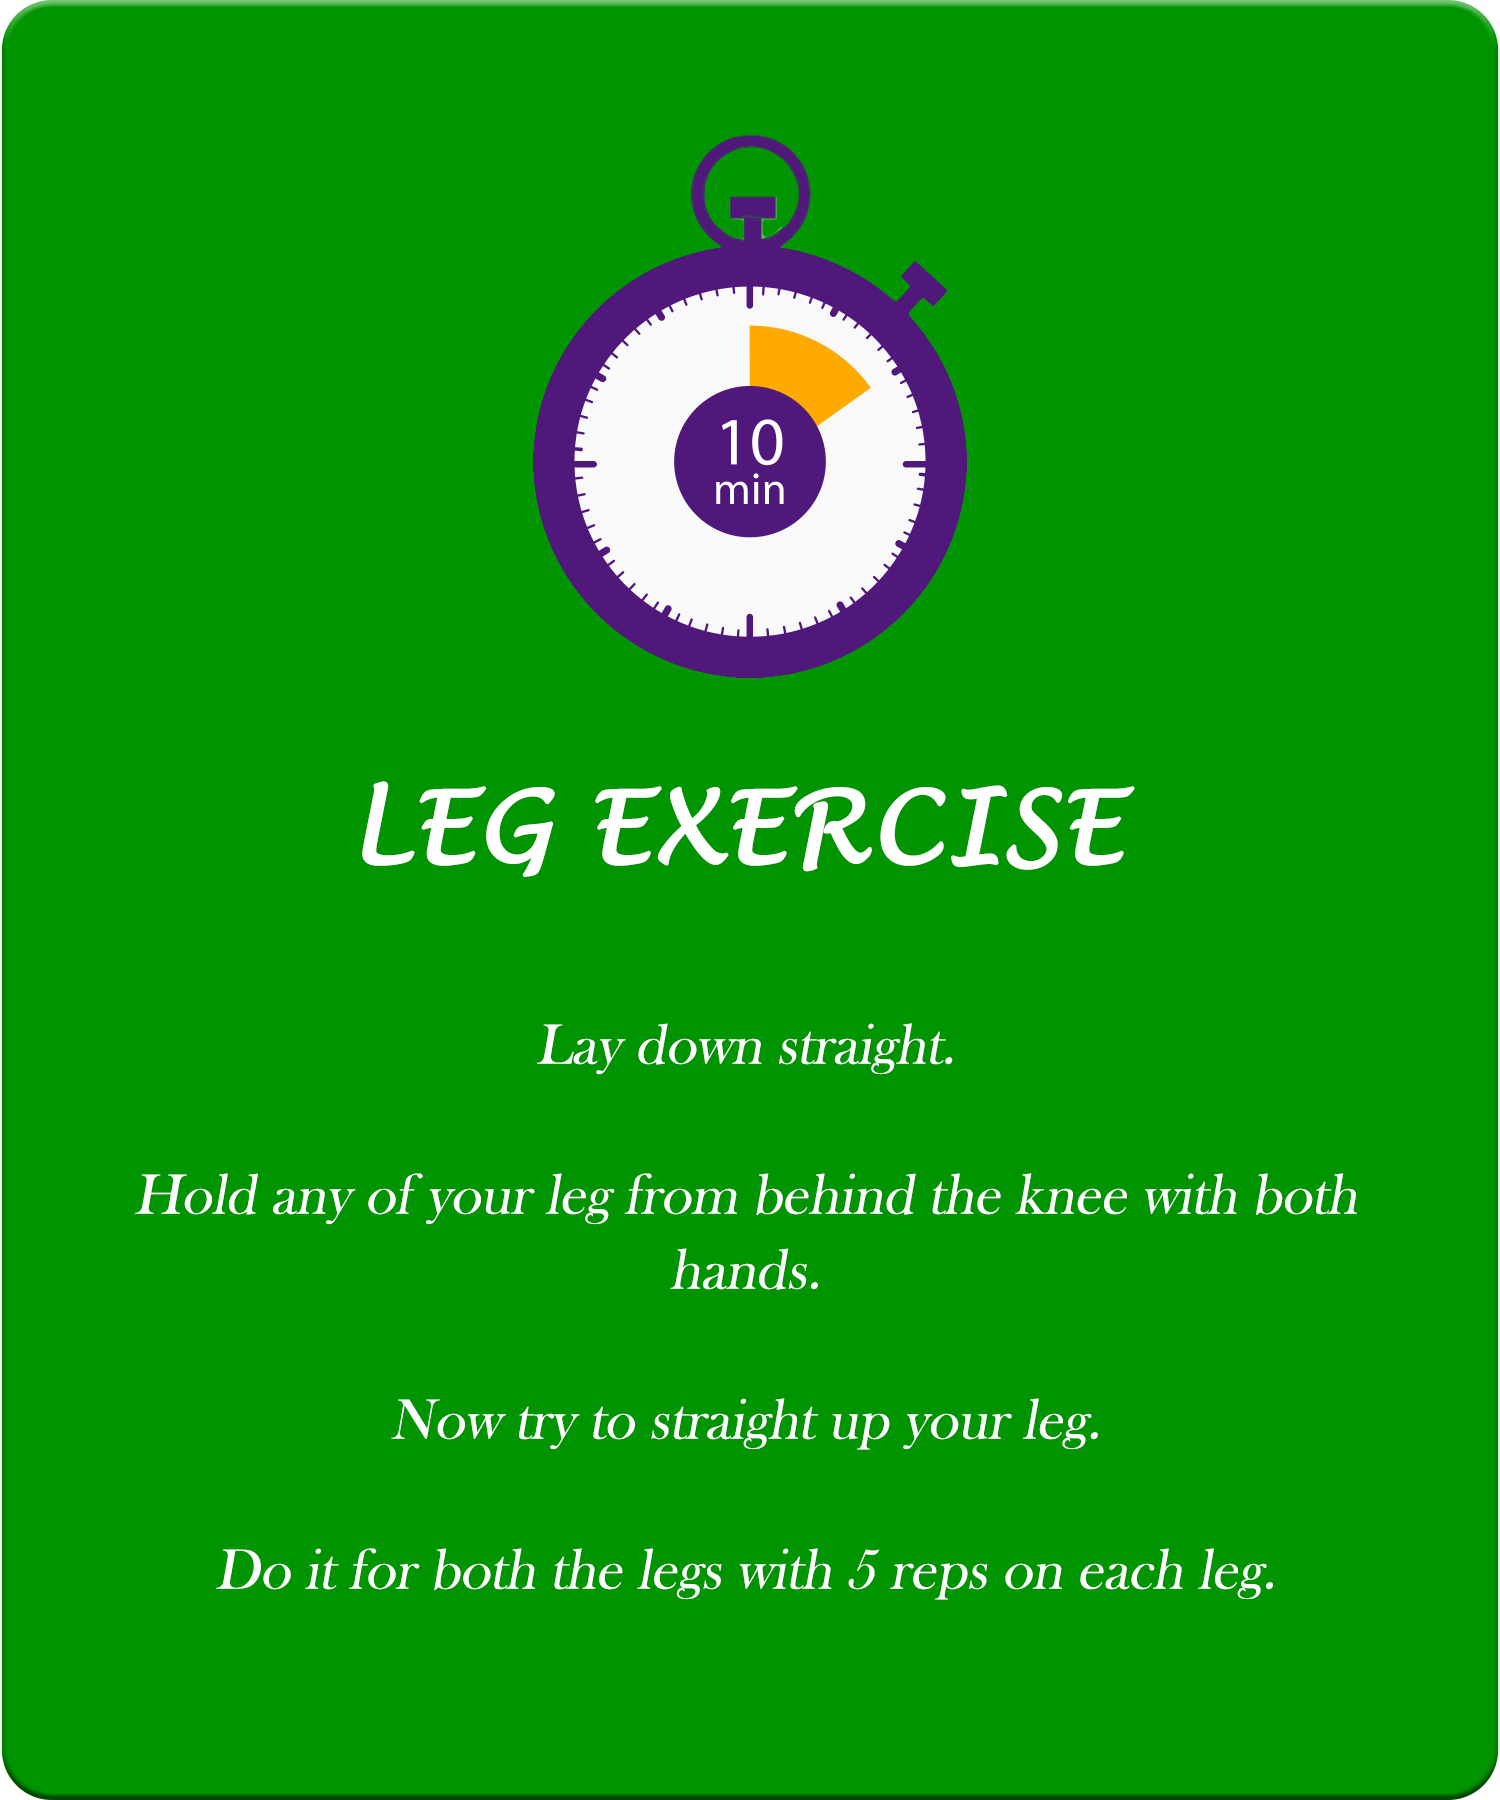 10
min
LEG EXERCISE
Lay down straight.
Hold any of your leg from behind the knee with both
hands.
Now try to straight up your leg.
Do it for both the legs with 5 reps on each leg.